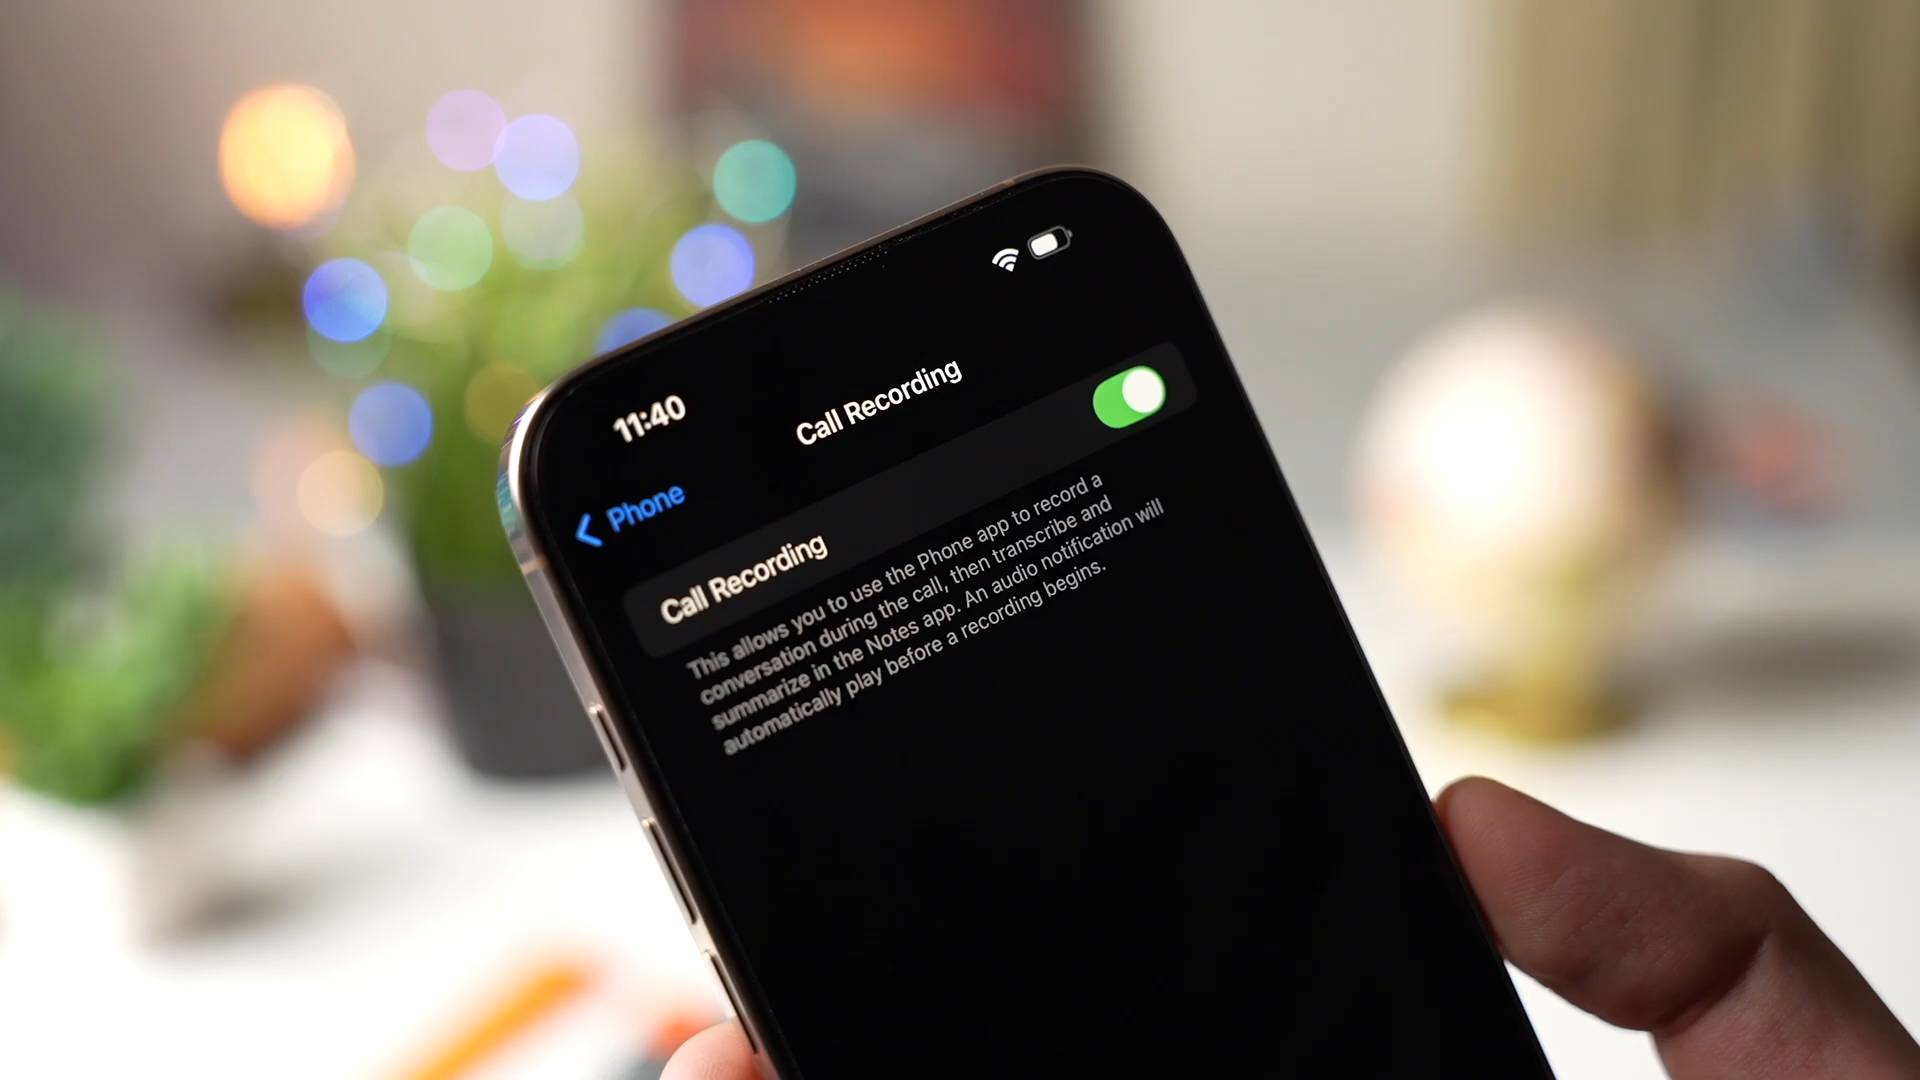 11:40
Phone
Call Recording
Call Recording
This allows you to use the Phone app to record a
conversation during the call, then transcribe and
summarize in the Notes app. An audio notification will
automatically play before a recording begins.